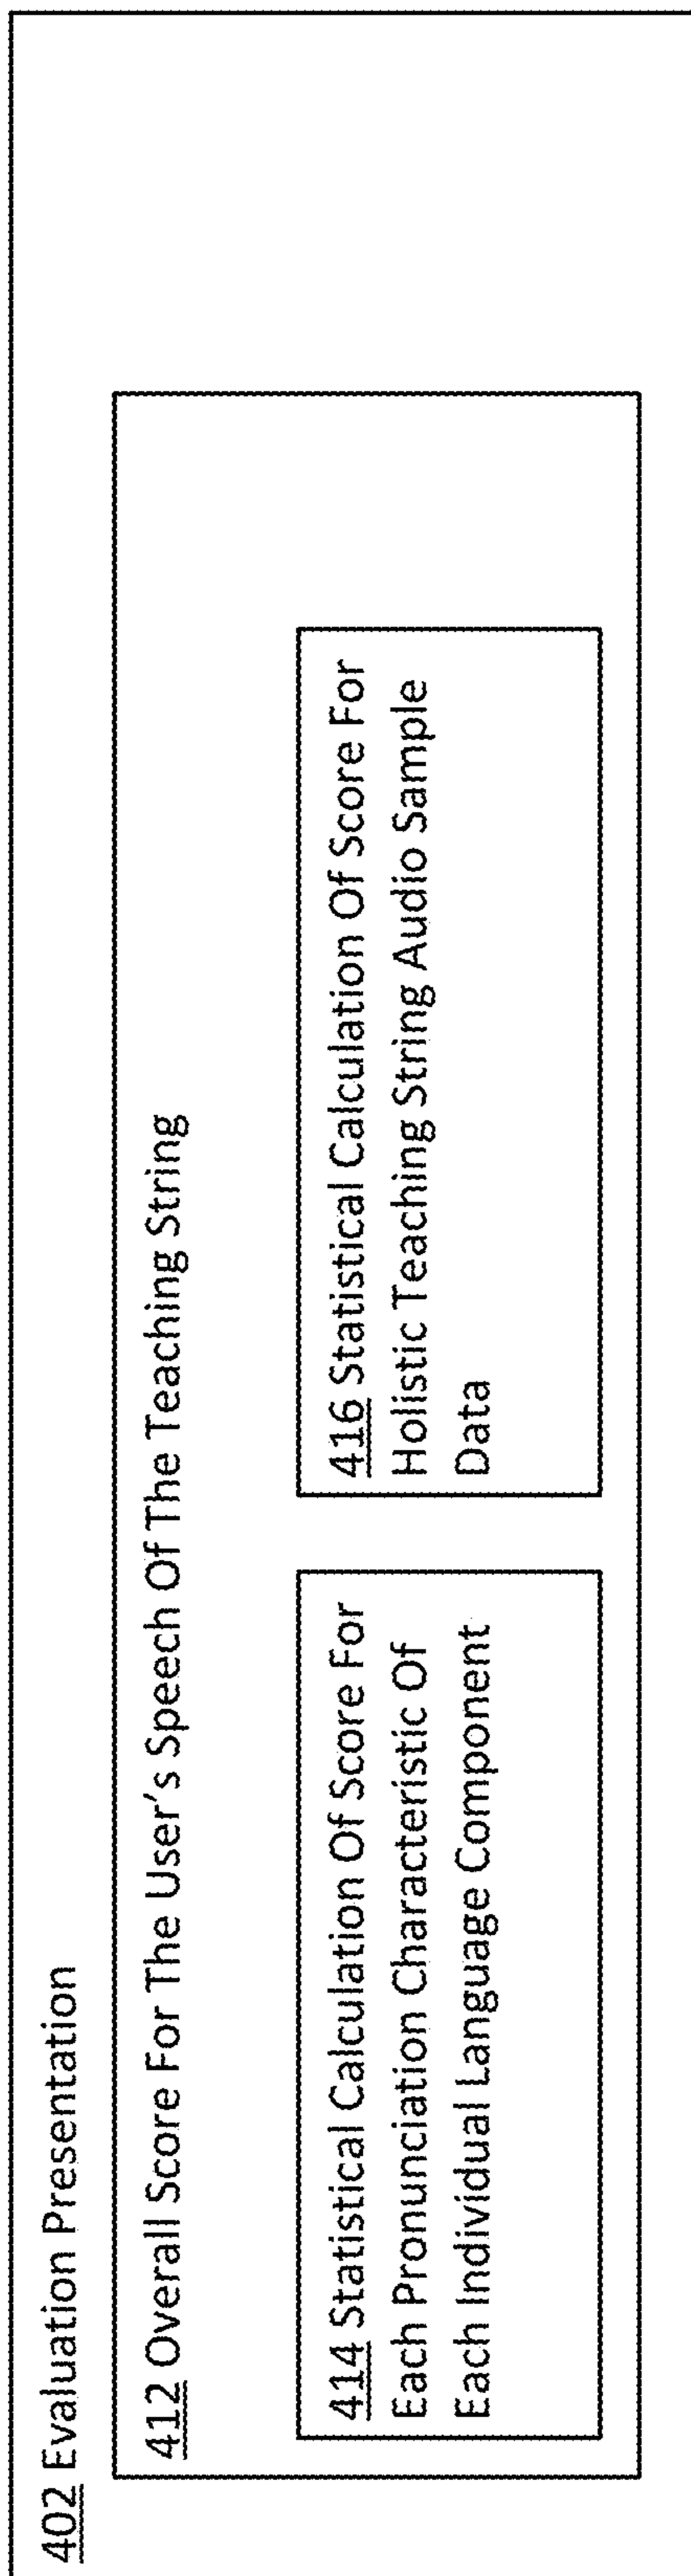 402 Evaluation Presentation
412 Overall Score For The User's Speech Of The Teaching String
414 Statistical Calculation Of Score For
Each Pronunciation Characteristic Of
Each Individual Language Component
416 Statistical Calculation Of Score For
Holistic Teaching String Audio Sample
Data